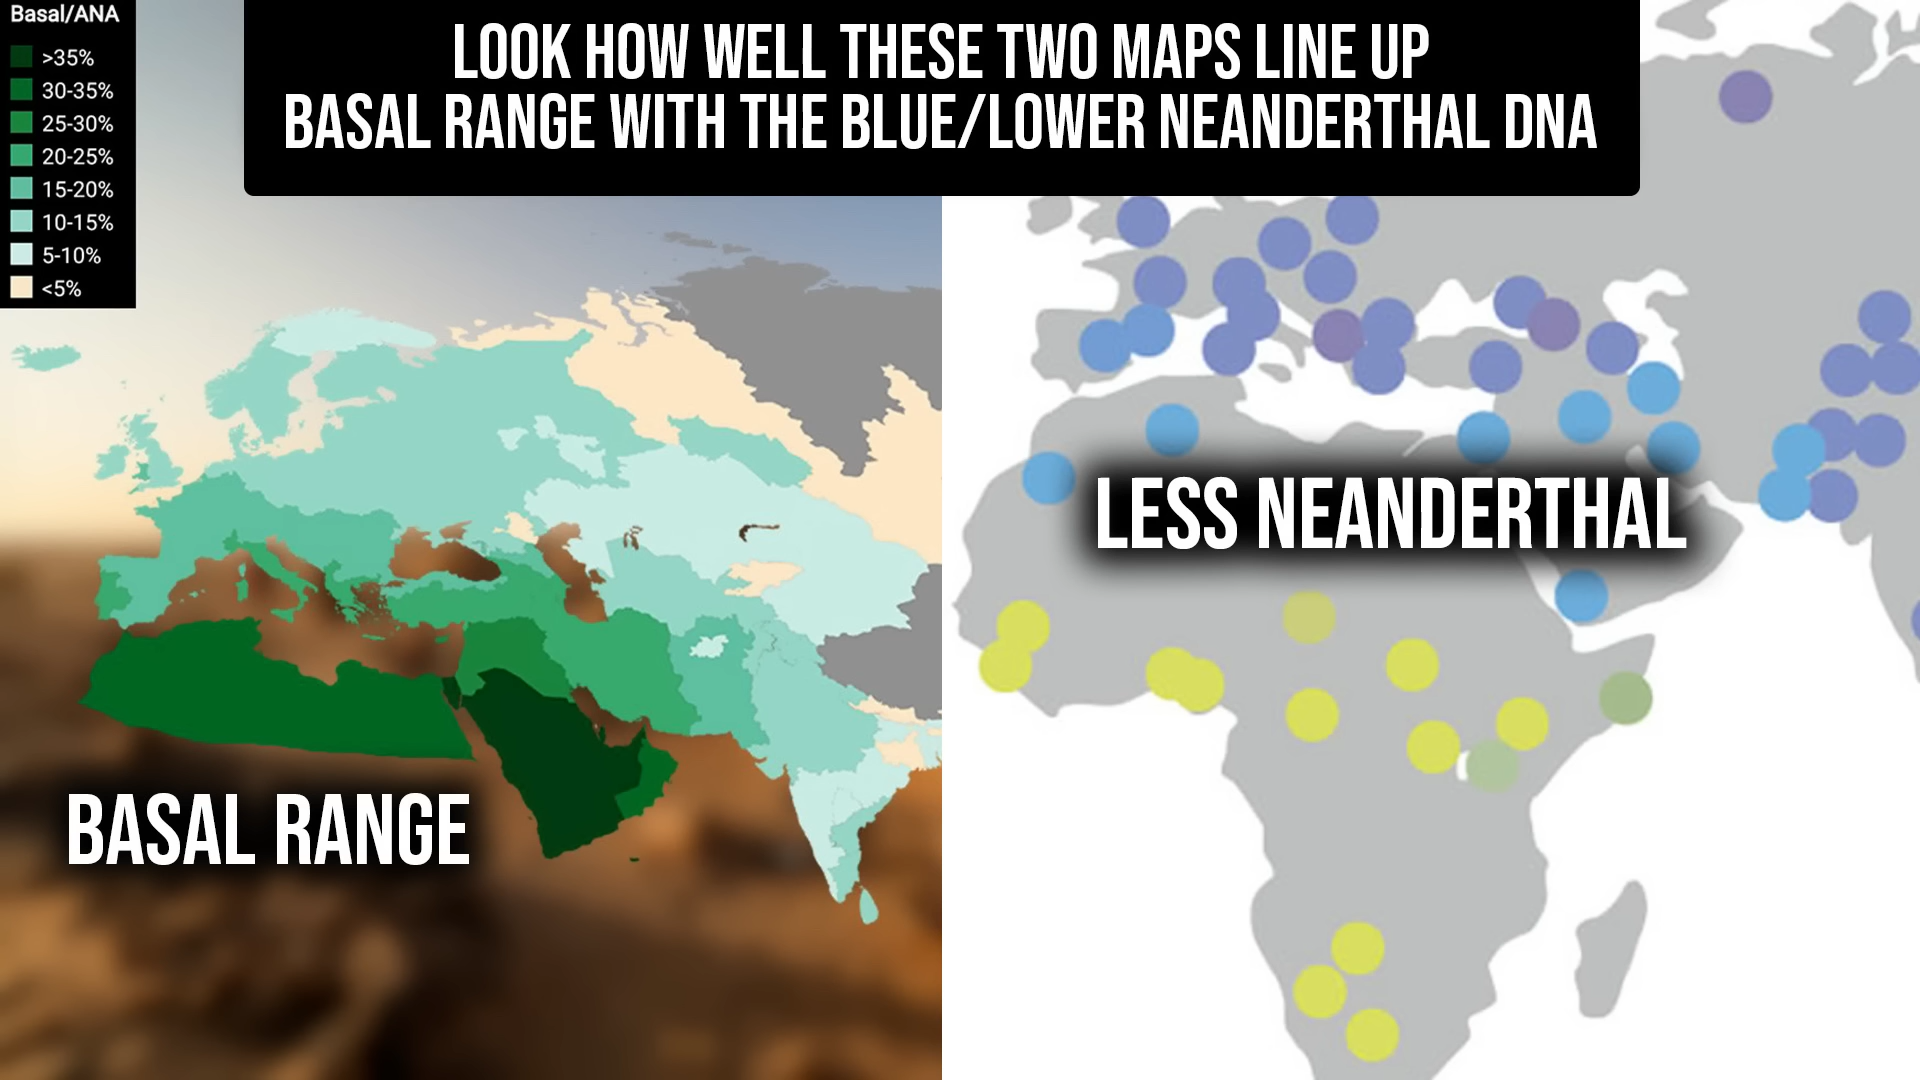 Basal/ANA
>35%
30-35%
25-30%
20-25%
15-20%
10-15%
5-10%
<5%
LOOK HOW WELL THESE TWO MAPS LINE UP
BASAL RANGE WITH THE BLUE/LOWER NEANDERTHAL DNA
LESS NEANDERTHAL
BASAL RANGE